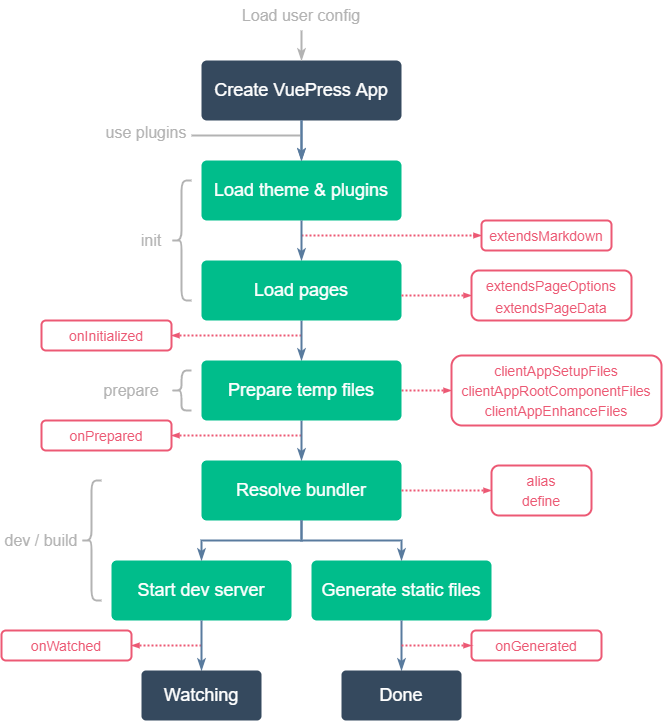 Load user config
Create VuePress App
use plugins
Load theme & plugins
init
extendsMarkdown
Load pages
extendsPageOptions
extendsPageData
onInitialized
prepare
Prepare temp files
clientAppSetupFiles
clientAppRootComponentFiles
clientAppEnhanceFiles
onPrepared
Resolve bundler
alias
define
dev / build
Start dev server
Generate static files
onWatched
onGenerated
Watching
Done